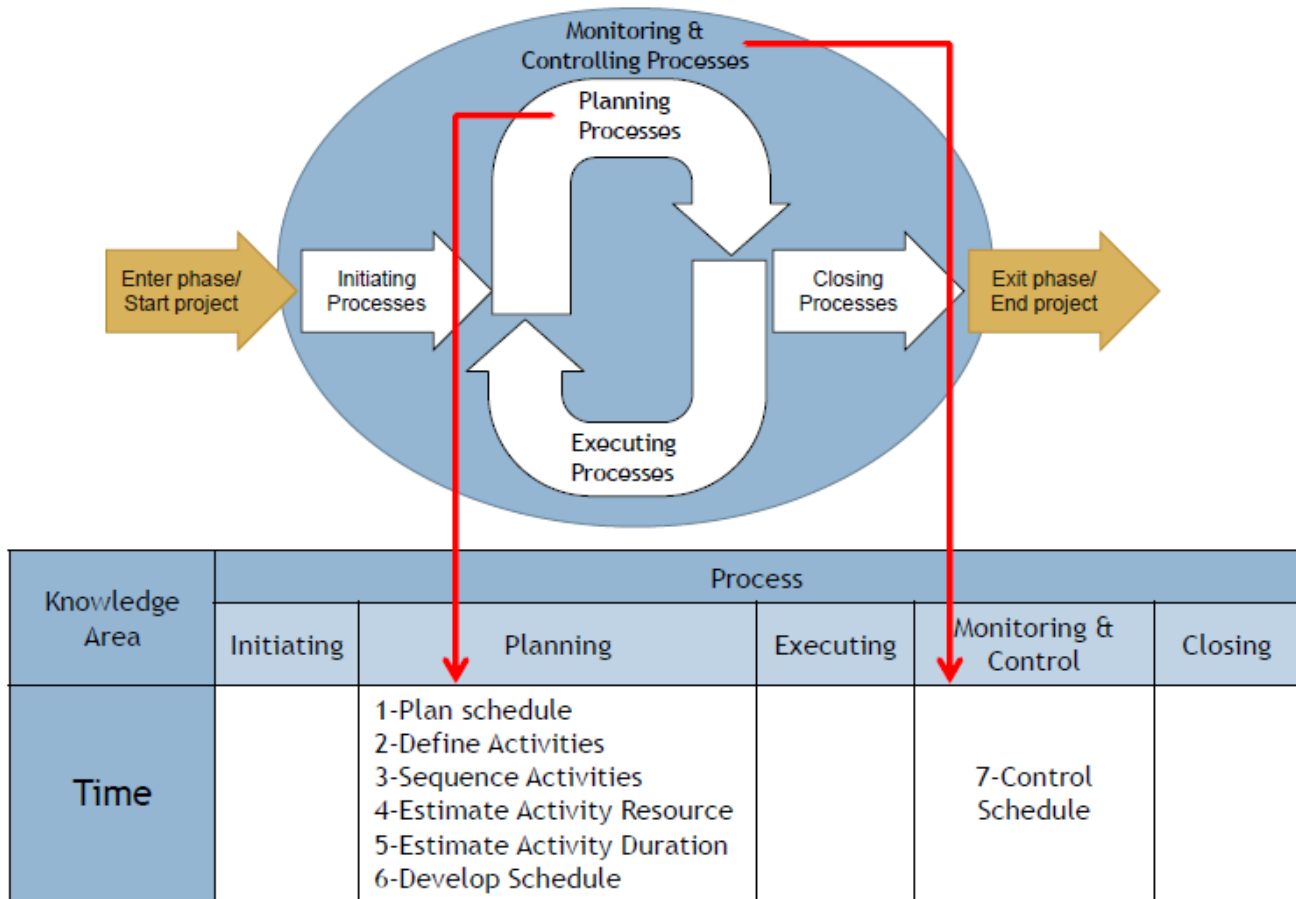 Monitoring &
Controlling Processes
Planning
Processes
Enter phase/
Start project
Initiating
Processes
Closing
Processes
Exit phase/
End project
Executing
Processes
Knowledge
Area
Process
Initiating
Planning
Executing
Monitoring &
Control
Closing
Time
1-Plan schedule
2-Define Activities
3-Sequence Activities
4-Estimate Activity Resource
5-Estimate Activity Duration
6-Develop Schedule
7-Control
Schedule